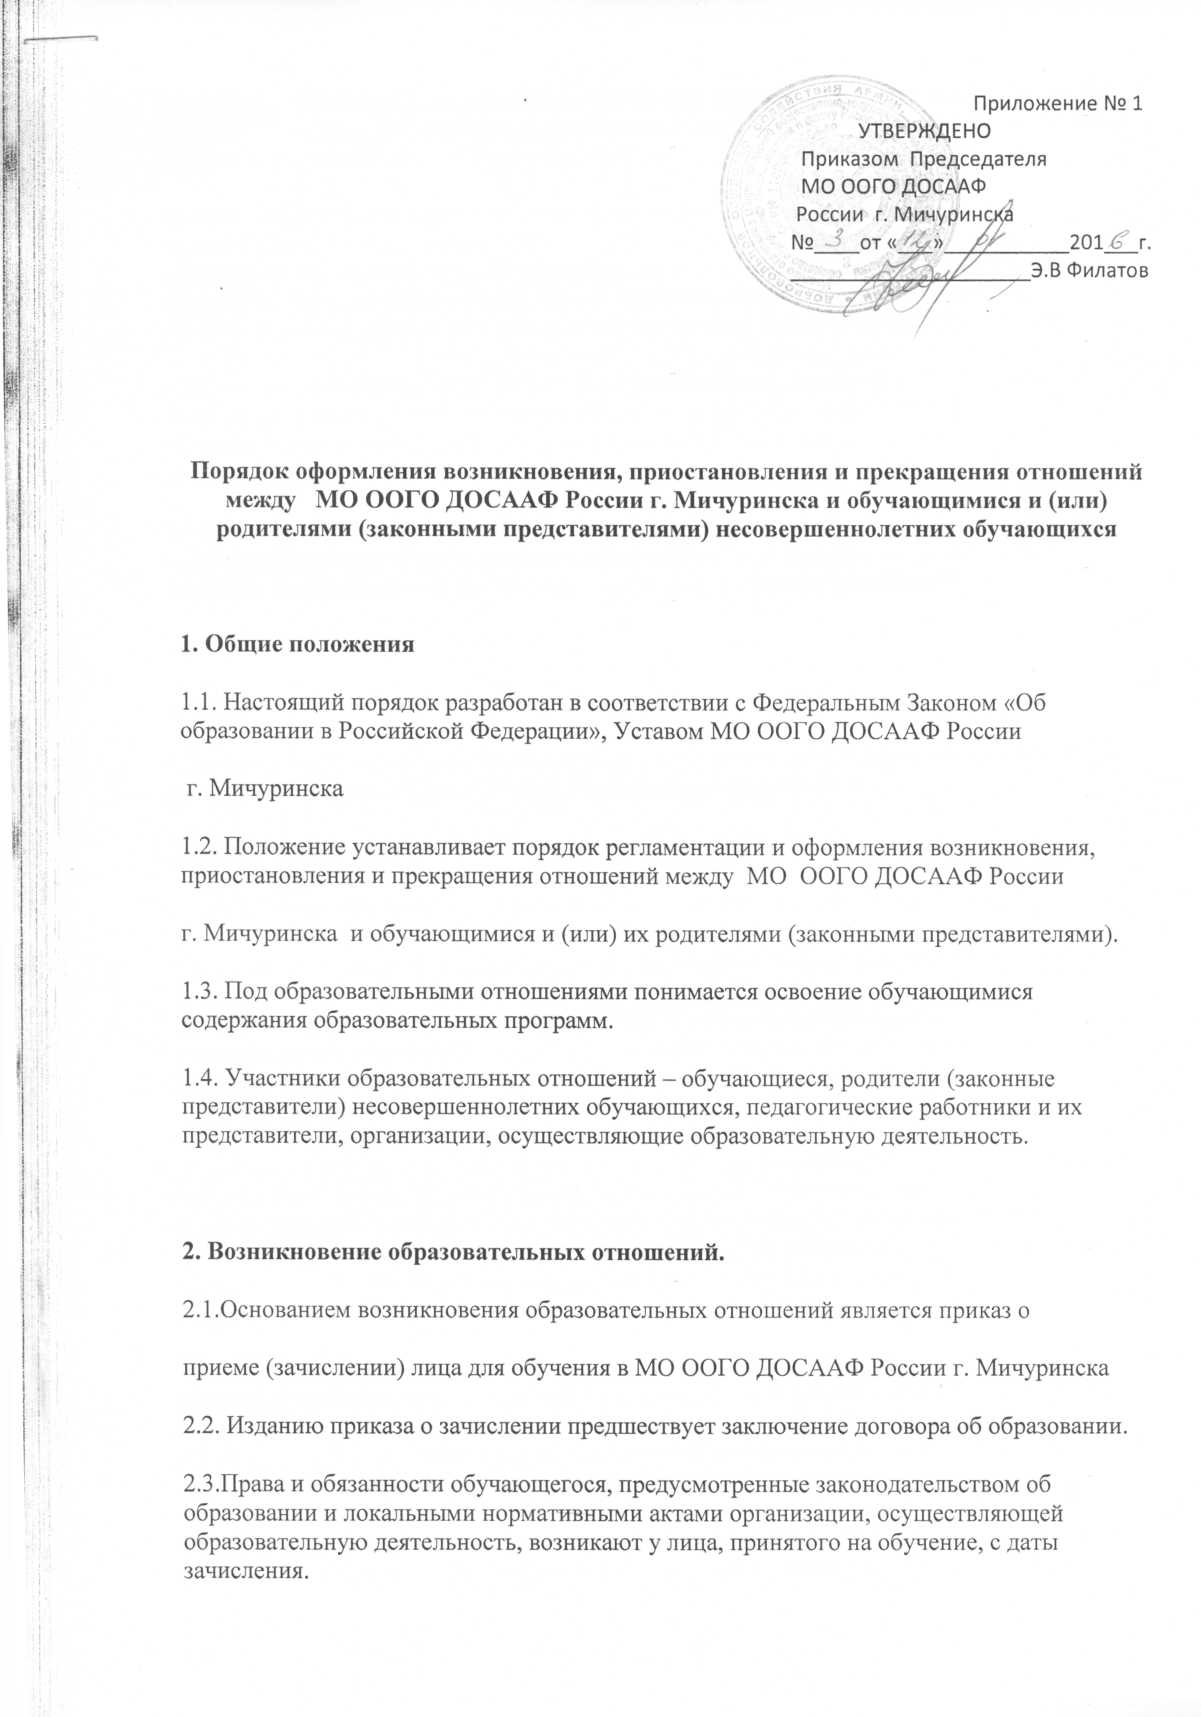 Приложение № 1
УТВЕРЖДЕНО
Приказом Председателя
МО ООГО ДОСААФ
России г. Мичуринска
№ 3 от « 12 » 01 2016 г.
Э.В Филатов
Порядок оформления возникновения, приостановления и прекращения отношений
между МО ООГО ДОСААФ России г. Мичуринска и обучающимися и (или)
родителями (законными представителями) несовершеннолетних обучающихся
1. Общие положения
1.1. Настоящий порядок разработан в соответствии с Федеральным Законом «Об
образовании в Российской Федерации», Уставом МО ООГО ДОСААФ России
г. Мичуринска
1.2. Положение устанавливает порядок регламентации и оформления возникновения,
приостановления и прекращения отношений между МО ООГО ДОСААФ России
г. Мичуринска и обучающимися и (или) их родителями (законными представителями).
1.3. Под образовательными отношениями понимается освоение обучающимися
содержания образовательных программ.
1.4. Участники образовательных отношений – обучающиеся, родители (законные
представители) несовершеннолетних обучающихся, педагогические работники и их
представители, организации, осуществляющие образовательную деятельность.
2. Возникновение образовательных отношений.
2.1.Основанием возникновения образовательных отношений является приказ о
приеме (зачислении) лица для обучения в МО ООГО ДОСААФ России г. Мичуринска
2.2. Изданию приказа о зачислении предшествует заключение договора об образовании.
2.3.Права и обязанности обучающегося, предусмотренные законодательством об
образовании и локальными нормативными актами организации, осуществляющей
образовательную деятельность, возникают у лица, принятого на обучение, с даты
зачисления.